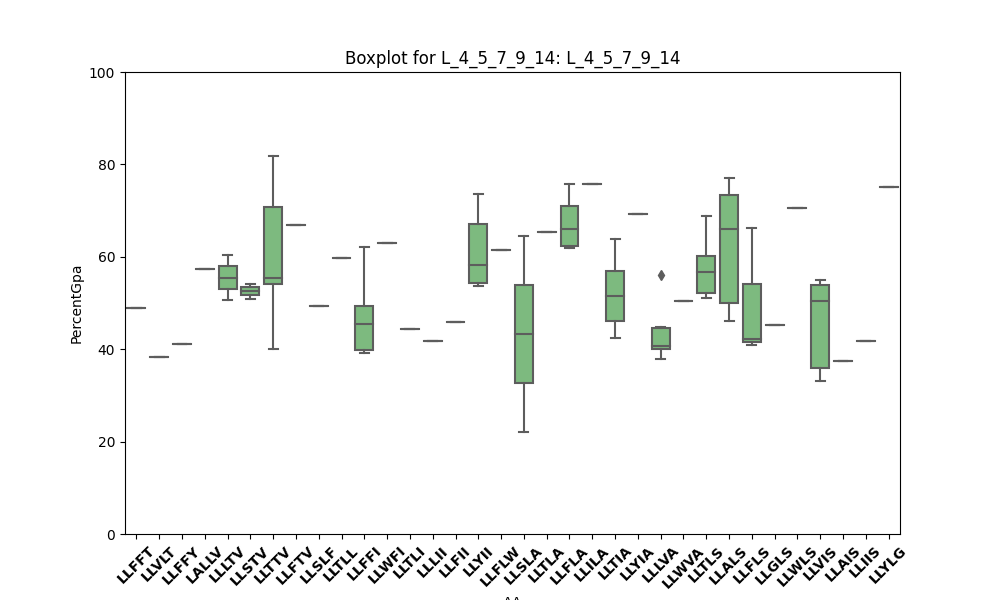 Boxplot for L_4_5_7_9_14: L_4_5_7_9_14
100
80
60
40
20
0
PercentGpa
LLFFT
LLVLT
LLFFY
LALLV
LLLTV
LLSTV
LLTTV
LLFTV
LLSLF
LLTLL
LLFFI
LLWFI
LLTLI
LLLII
LLFII
LLYII
LLFLW
LLSLA
LLTLA
LLFLA
LLILA
LLTIA
LLYIA
LLLVA
LLWVA
LLTLS
LLALS
LLFLS
LLGLS
LLWLS
LLVIS
LLAIS
LLIIS
LLYLG